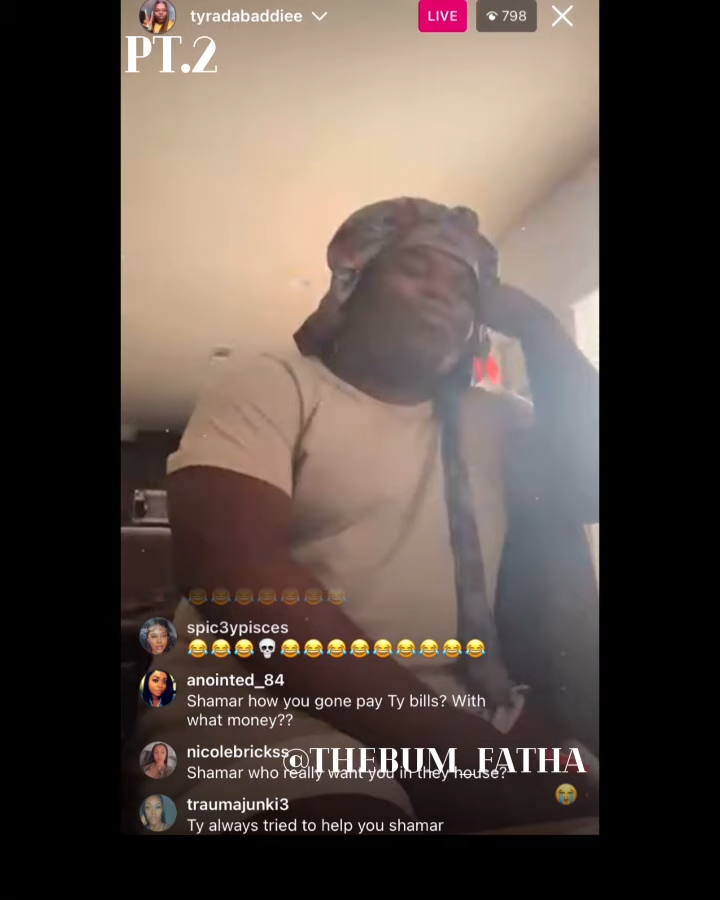 tyradabaddiee
LIVE
798
PT.2
😂😂😂😂😂😂😂
spic3ypisces
😂😂😂💀😂😂😂😂😂😂😂😂😂
anointed_84
Shamar how you gone pay Ty bills? With
what money??
nicolebrickss
@THEBUM_FATHA
Shamar who really want you in they house?
😭
traumajunki3
Ty always tried to help you shamar